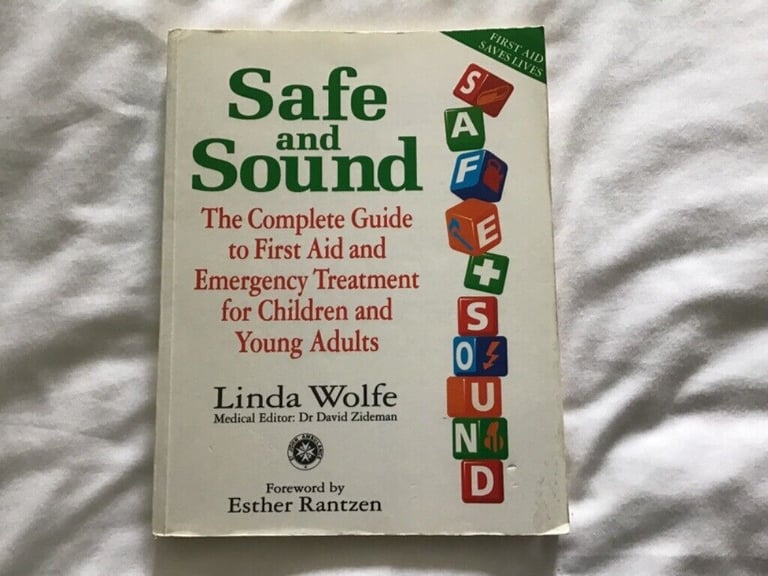 FIRST AID
SAVES LIVES
Safe
and
Sound
The Complete Guide
to First Aid and
Emergency Treatment
for Children and
Young Adults
Linda Wolfe
Medical Editor: Dr David Zideman
Foreword by
Esther Rantzen
S
A
F
E
+
S
O
U
N
D